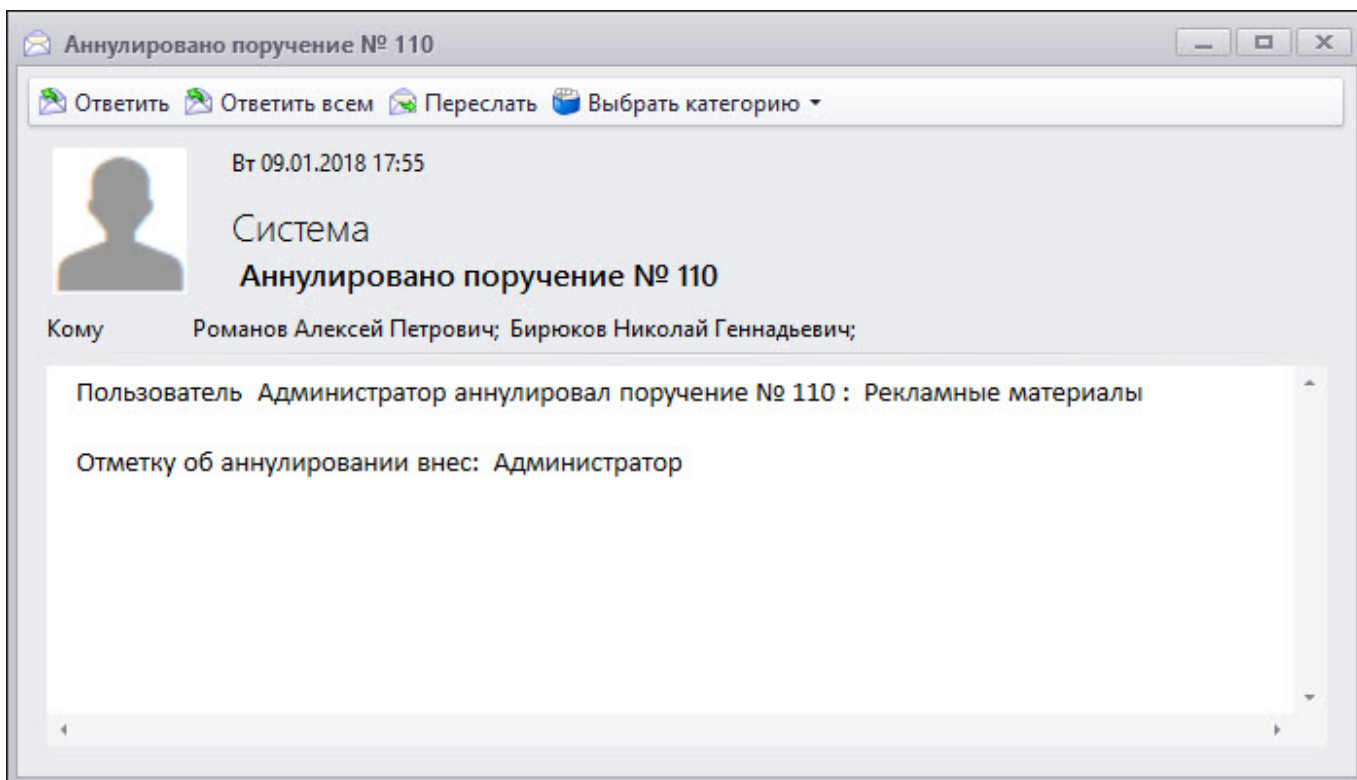 Аннулировано поручение № 110
Ответить Ответить всем Переслать Выбрать категорию
Вт 09.01.2018 17:55
Система
Аннулировано поручение № 110
Кому Романов Алексей Петрович; Бирюков Николай Геннадьевич;
Пользователь Администратор аннулировал поручение № 110 : Рекламные материалы
Отметку об аннулировании внес: Администратор